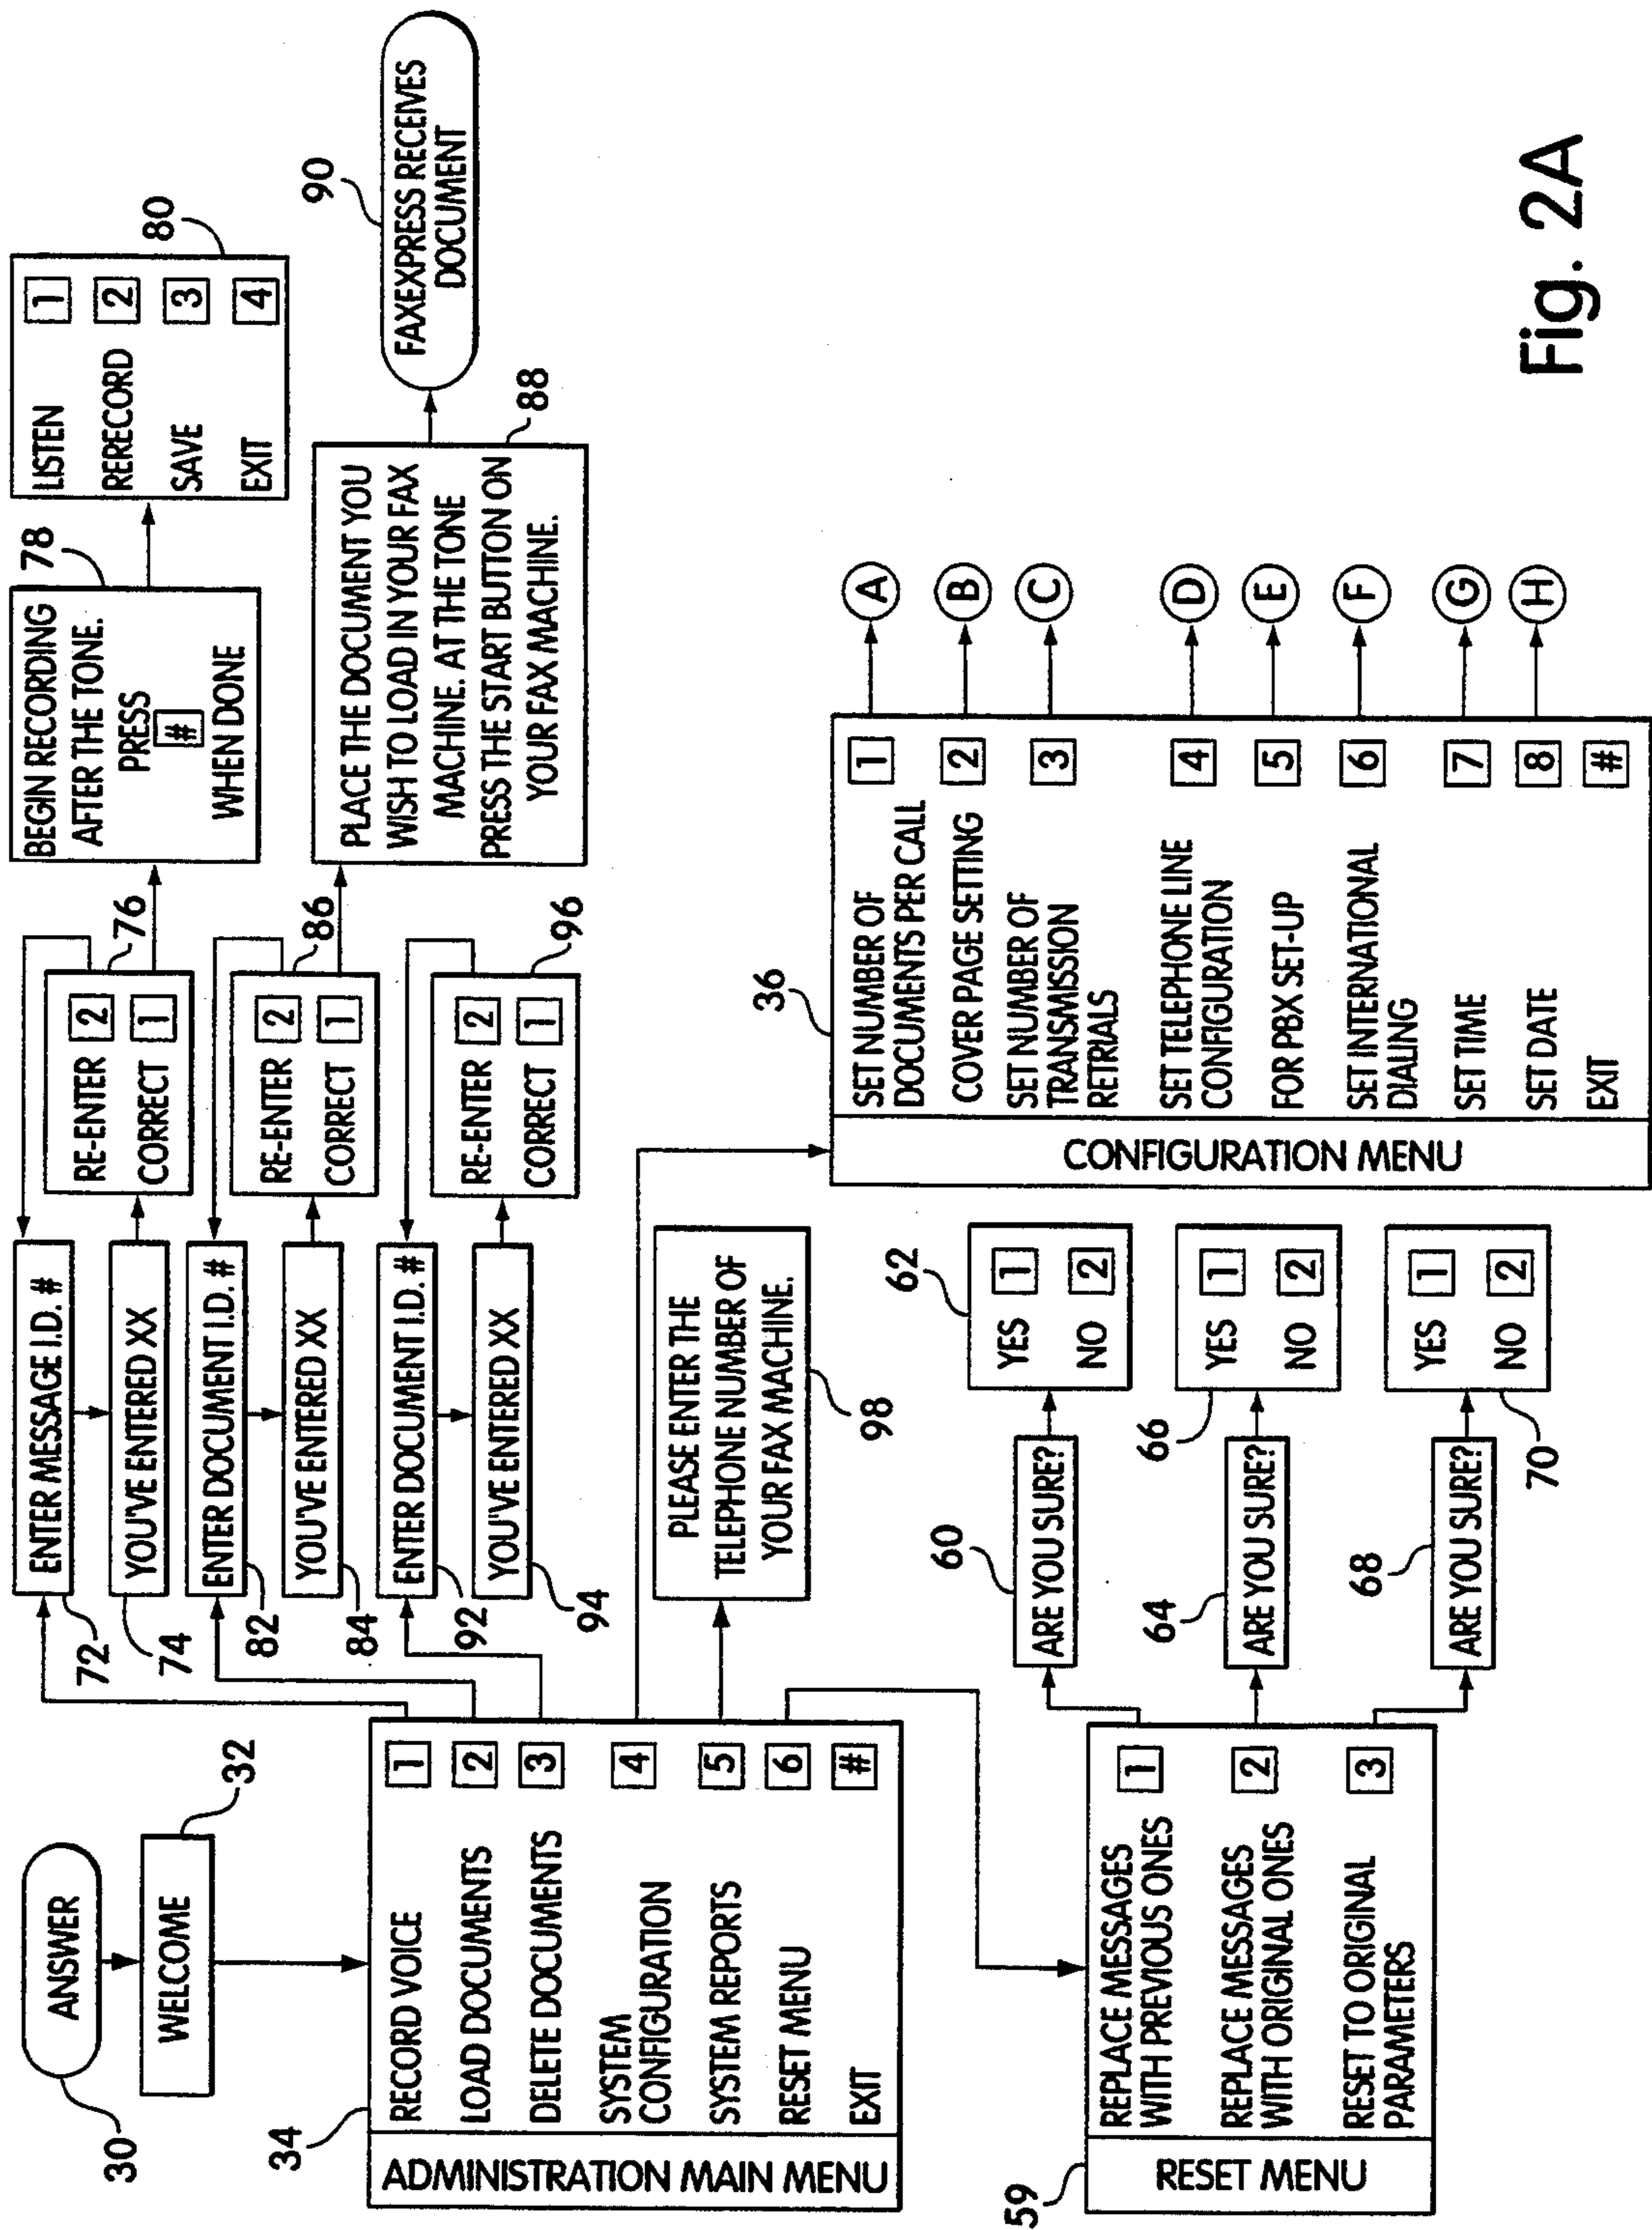 30
ANSWER
WELCOME
32
34
ADMINISTRATION MAIN MENU
RECORD VOICE 1
LOAD DOCUMENTS 2
DELETE DOCUMENTS 3
SYSTEM
CONFIGURATION 4
SYSTEM REPORTS 5
RESET MENU 6
EXIT #
72
ENTER MESSAGE I.D. #
74
YOU'VE ENTERED XX
76
RE-ENTER 2
CORRECT 1
78
BEGIN RECORDING
AFTER THE TONE.
PRESS
#
WHEN DONE
80
LISTEN 1
RERECORD 2
SAVE 3
EXIT 4
82
ENTER DOCUMENT I.D. #
84
YOU'VE ENTERED XX
86
RE-ENTER 2
CORRECT 1
88
PLACE THE DOCUMENT YOU
WISH TO LOAD IN YOUR FAX
MACHINE. AT THE TONE
PRESS THE START BUTTON ON
YOUR FAX MACHINE.
90
FAXEXPRESS RECEIVES
DOCUMENT
92
ENTER DOCUMENT I.D. #
94
YOU'VE ENTERED XX
96
RE-ENTER 2
CORRECT 1
PLEASE ENTER THE
TELEPHONE NUMBER OF
YOUR FAX MACHINE.
98
36
CONFIGURATION MENU
SET NUMBER OF
DOCUMENTS PER CALL 1 A
COVER PAGE SETTING 2 B
SET NUMBER OF
TRANSMISSION
RETRIALS 3 C
SET TELEPHONE LINE
CONFIGURATION 4 D
FOR PBX SET-UP 5 E
SET INTERNATIONAL
DIALING 6 F
SET TIME 7 G
SET DATE 8 H
EXIT #
59
RESET MENU
REPLACE MESSAGES
WITH PREVIOUS ONES 1
REPLACE MESSAGES
WITH ORIGINAL ONES 2
RESET TO ORIGINAL
PARAMETERS 3
60
ARE YOU SURE?
62
YES 1
NO 2
64
ARE YOU SURE?
66
YES 1
NO 2
68
ARE YOU SURE?
70
YES 1
NO 2
Fig. 2A